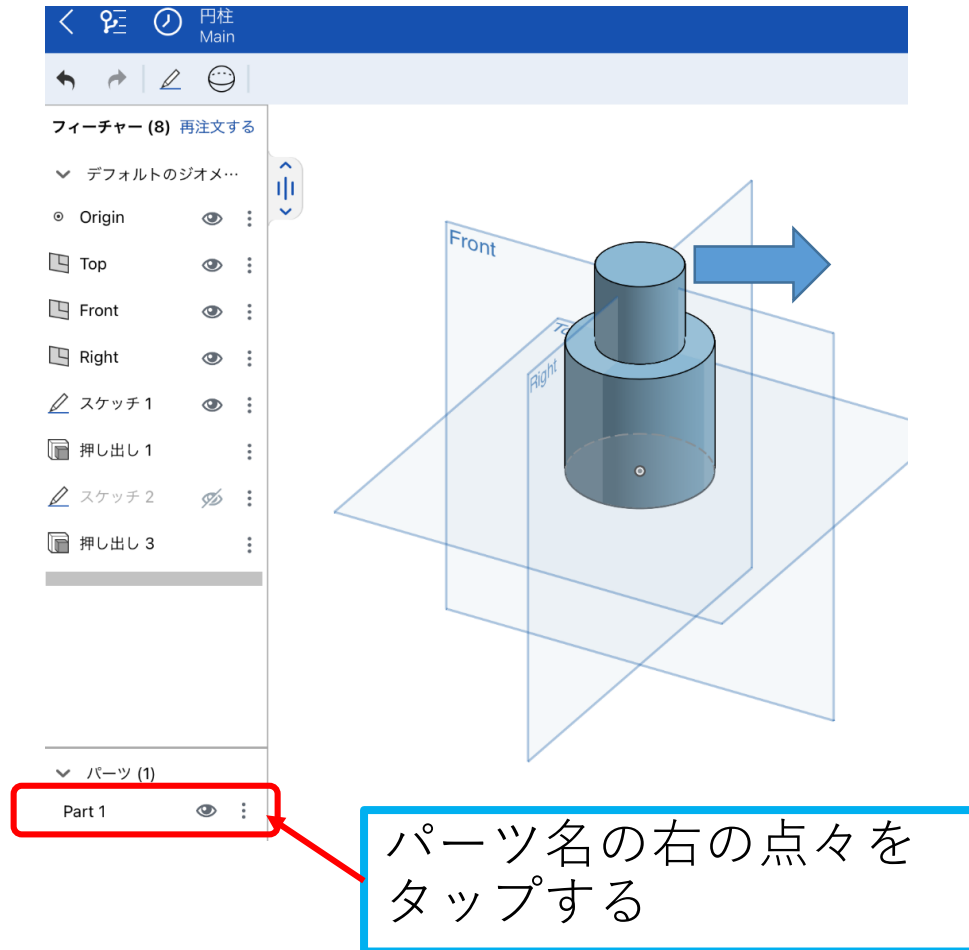 円柱
Main
フィーチャー (8) 再注文する
デフォルトのジオメ…
Origin
Top
Front
Right
スケッチ 1
押し出し 1
スケッチ 2
押し出し 3
パーツ (1)
Part 1
Front
To
Right
パーツ名の右の点々を
タップする